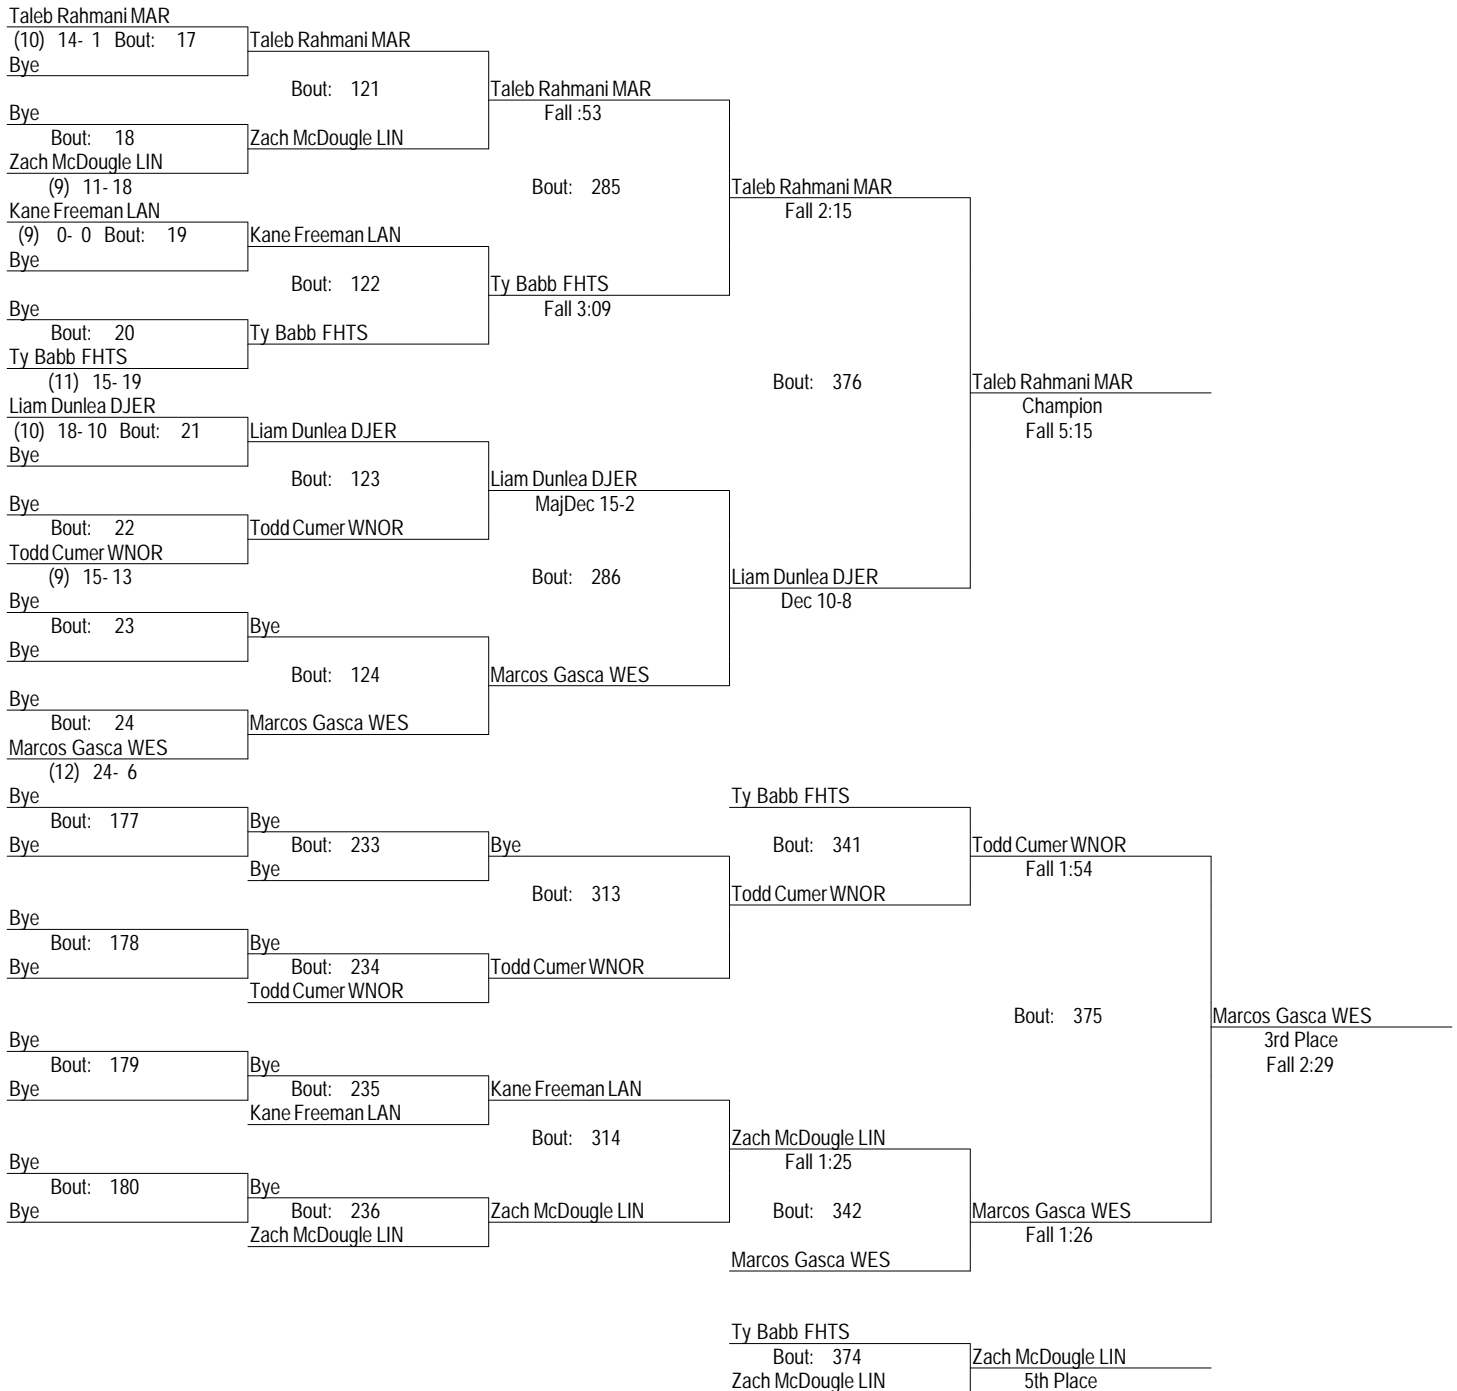 Taleb Rahmani MAR
(10) 14- 1 Bout: 17
Bye
Bye
Bout: 18
Zach McDougle LIN
(9) 11- 18
Kane Freeman LAN
(9) 0- 0 Bout: 19
Bye
Bye
Bout: 20
Ty Babb FHTS
(11) 15- 19
Liam Dunlea DJER
(10) 18- 10 Bout: 21
Bye
Bye
Bout: 22
Todd Cumer WNOR
(9) 15- 13
Bye
Bout: 23
Bye
Bye
Bout: 24
Marcos Gasca WES
(12) 24- 6
Taleb Rahmani MAR
Bout: 121
Zach McDougle LIN
Kane Freeman LAN
Bout: 122
Ty Babb FHTS
Liam Dunlea DJER
Bout: 123
Todd Cumer WNOR
Bye
Bout: 124
Marcos Gasca WES
Taleb Rahmani MAR
Fall :53
Bout: 285
Ty Babb FHTS
Fall 3:09
Liam Dunlea DJER
MajDec 15-2
Bout: 286
Marcos Gasca WES
Taleb Rahmani MAR
Fall 2:15
Bout: 376
Liam Dunlea DJER
Dec 10-8
Taleb Rahmani MAR
Champion
Fall 5:15
Bye
Bout: 177
Bye
Bye
Bout: 178
Bye
Bye
Bout: 179
Bye
Bye
Bout: 180
Bye
Bye
Bout: 233
Bye
Bye
Bout: 234
Todd Cumer WNOR
Bye
Bout: 235
Kane Freeman LAN
Bye
Bout: 236
Zach McDougle LIN
Bye
Bout: 313
Todd Cumer WNOR
Kane Freeman LAN
Bout: 314
Zach McDougle LIN
Ty Babb FHTS
Bout: 341
Todd Cumer WNOR
Zach McDougle LIN
Fall 1:25
Bout: 342
Marcos Gasca WES
Todd Cumer WNOR
Fall 1:54
Bout: 375
Marcos Gasca WES
Fall 1:26
Marcos Gasca WES
3rd Place
Fall 2:29
Ty Babb FHTS
Bout: 374
Zach McDougle LIN
Zach McDougle LIN
5th Place